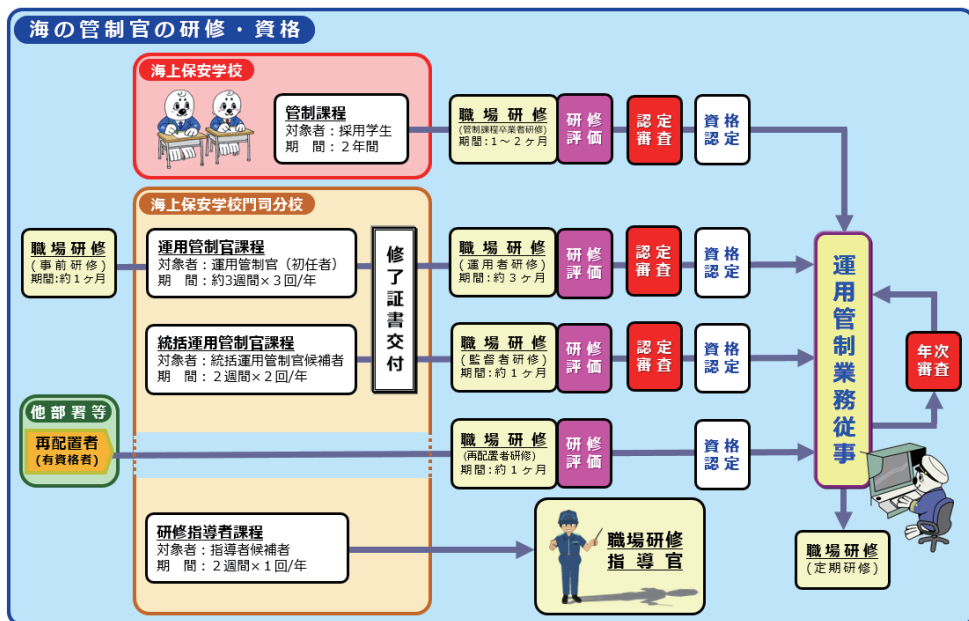 海の管制官の研修・資格
海上保安学校
管制課程
対象者：採用学生
期　間：２年間
職場研修
(管制課程卒業者研修)
期間:1～2ヶ月
研修
評価
認定
審査
資格
認定
海上保安学校門司分校
職場研修
(事前研修)
期間:約1ヶ月
運用管制官課程
対象者：運用管制官（初任者）
期　間：約3週間×３回/年
修了証書交付
職場研修
(運用者研修)
期間:約３ヶ月
研修
評価
認定
審査
資格
認定
統括運用管制官課程
対象者：統括運用管制官候補者
期　間：２週間×２回/年
職場研修
(監督者研修)
期間:約１ヶ月
研修
評価
認定
審査
資格
認定
運用管制業務従事
年次
審査
他部署等
再配置者
(有資格者)
職場研修
(再配置者研修)
期間:約１ヶ月
研修
評価
資格
認定
研修指導者課程
対象者：指導者候補者
期　間：２週間×１回/年
職場研修
指導官
職場研修
(定期研修)